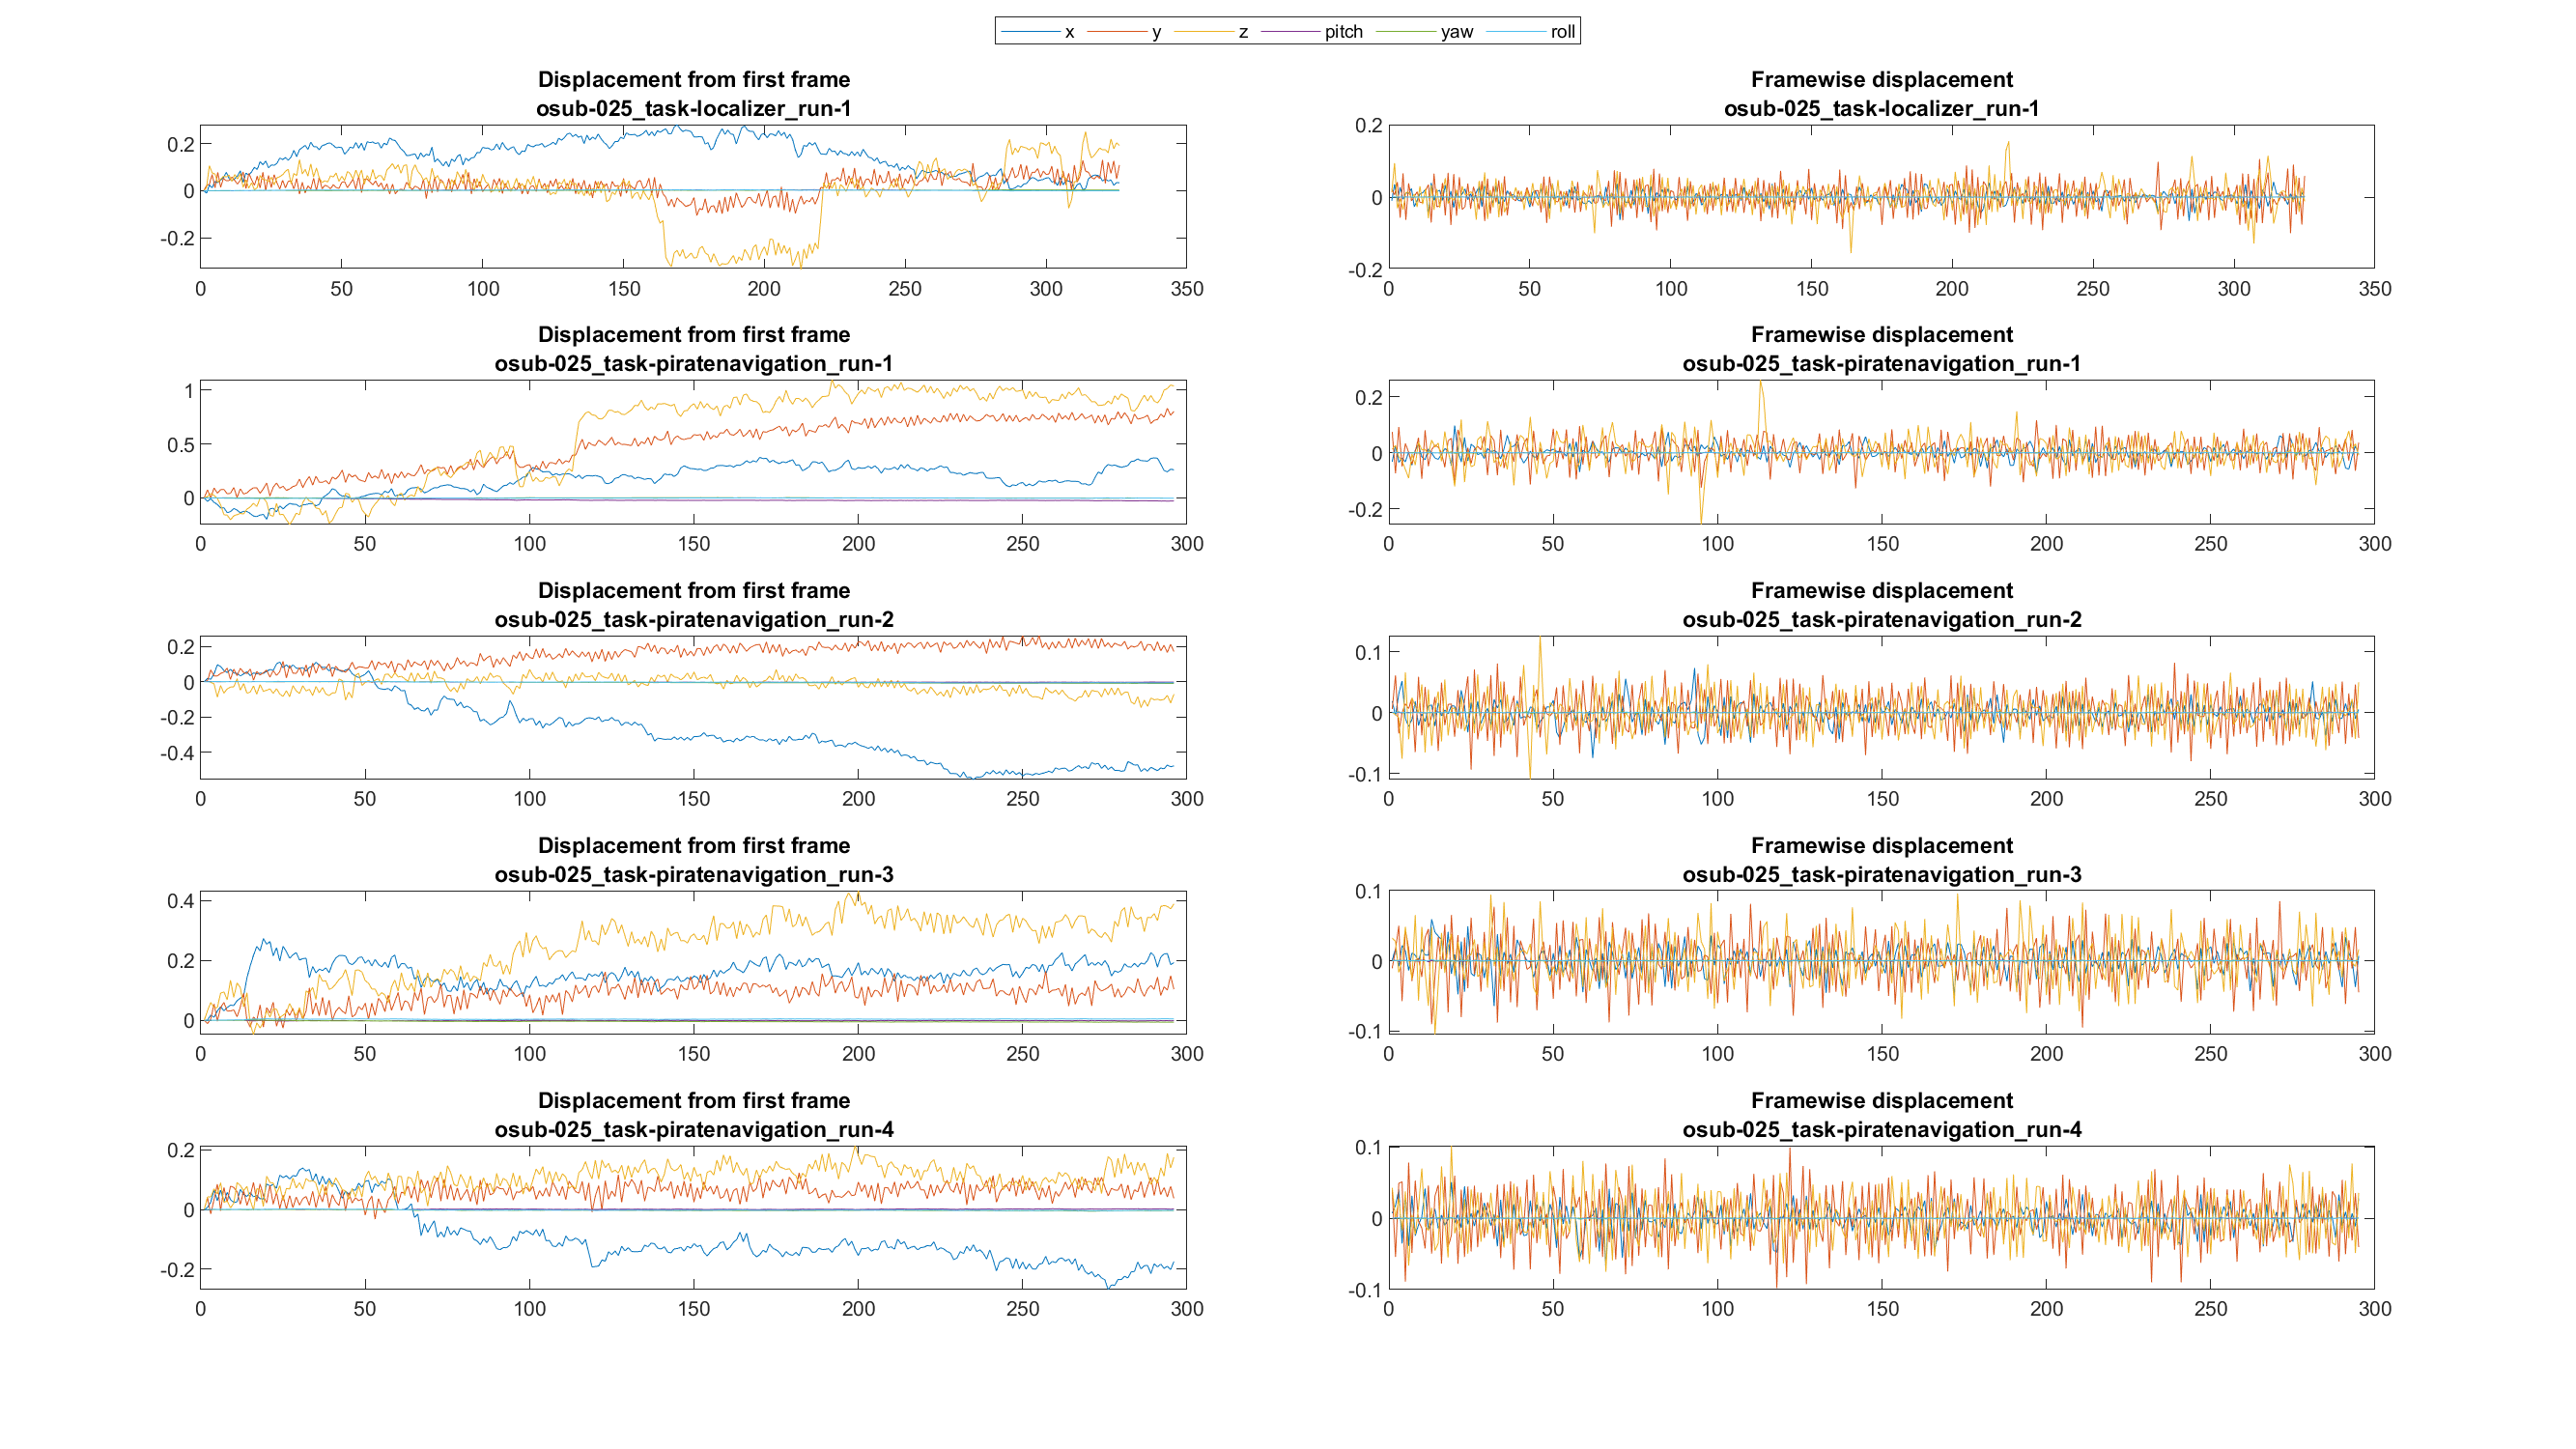 x y z pitch yaw roll
Displacement from first frame
osub-025_task-localizer_run-1
0.2
0
-0.2
0 50 100 150 200 250 300 350
Framewise displacement
osub-025_task-localizer_run-1
0.2
0
-0.2
0 50 100 150 200 250 300 350
Displacement from first frame
osub-025_task-piratenavigation_run-1
1
0.5
0
0 50 100 150 200 250 300
Framewise displacement
osub-025_task-piratenavigation_run-1
0.2
0
-0.2
0 50 100 150 200 250 300
Displacement from first frame
osub-025_task-piratenavigation_run-2
0.2
0
-0.2
-0.4
0 50 100 150 200 250 300
Framewise displacement
osub-025_task-piratenavigation_run-2
0.1
0
-0.1
0 50 100 150 200 250 300
Displacement from first frame
osub-025_task-piratenavigation_run-3
0.4
0.2
0
0 50 100 150 200 250 300
Framewise displacement
osub-025_task-piratenavigation_run-3
0.1
0
-0.1
0 50 100 150 200 250 300
Displacement from first frame
osub-025_task-piratenavigation_run-4
0.2
0
-0.2
0 50 100 150 200 250 300
Framewise displacement
osub-025_task-piratenavigation_run-4
0.1
0
-0.1
0 50 100 150 200 250 300